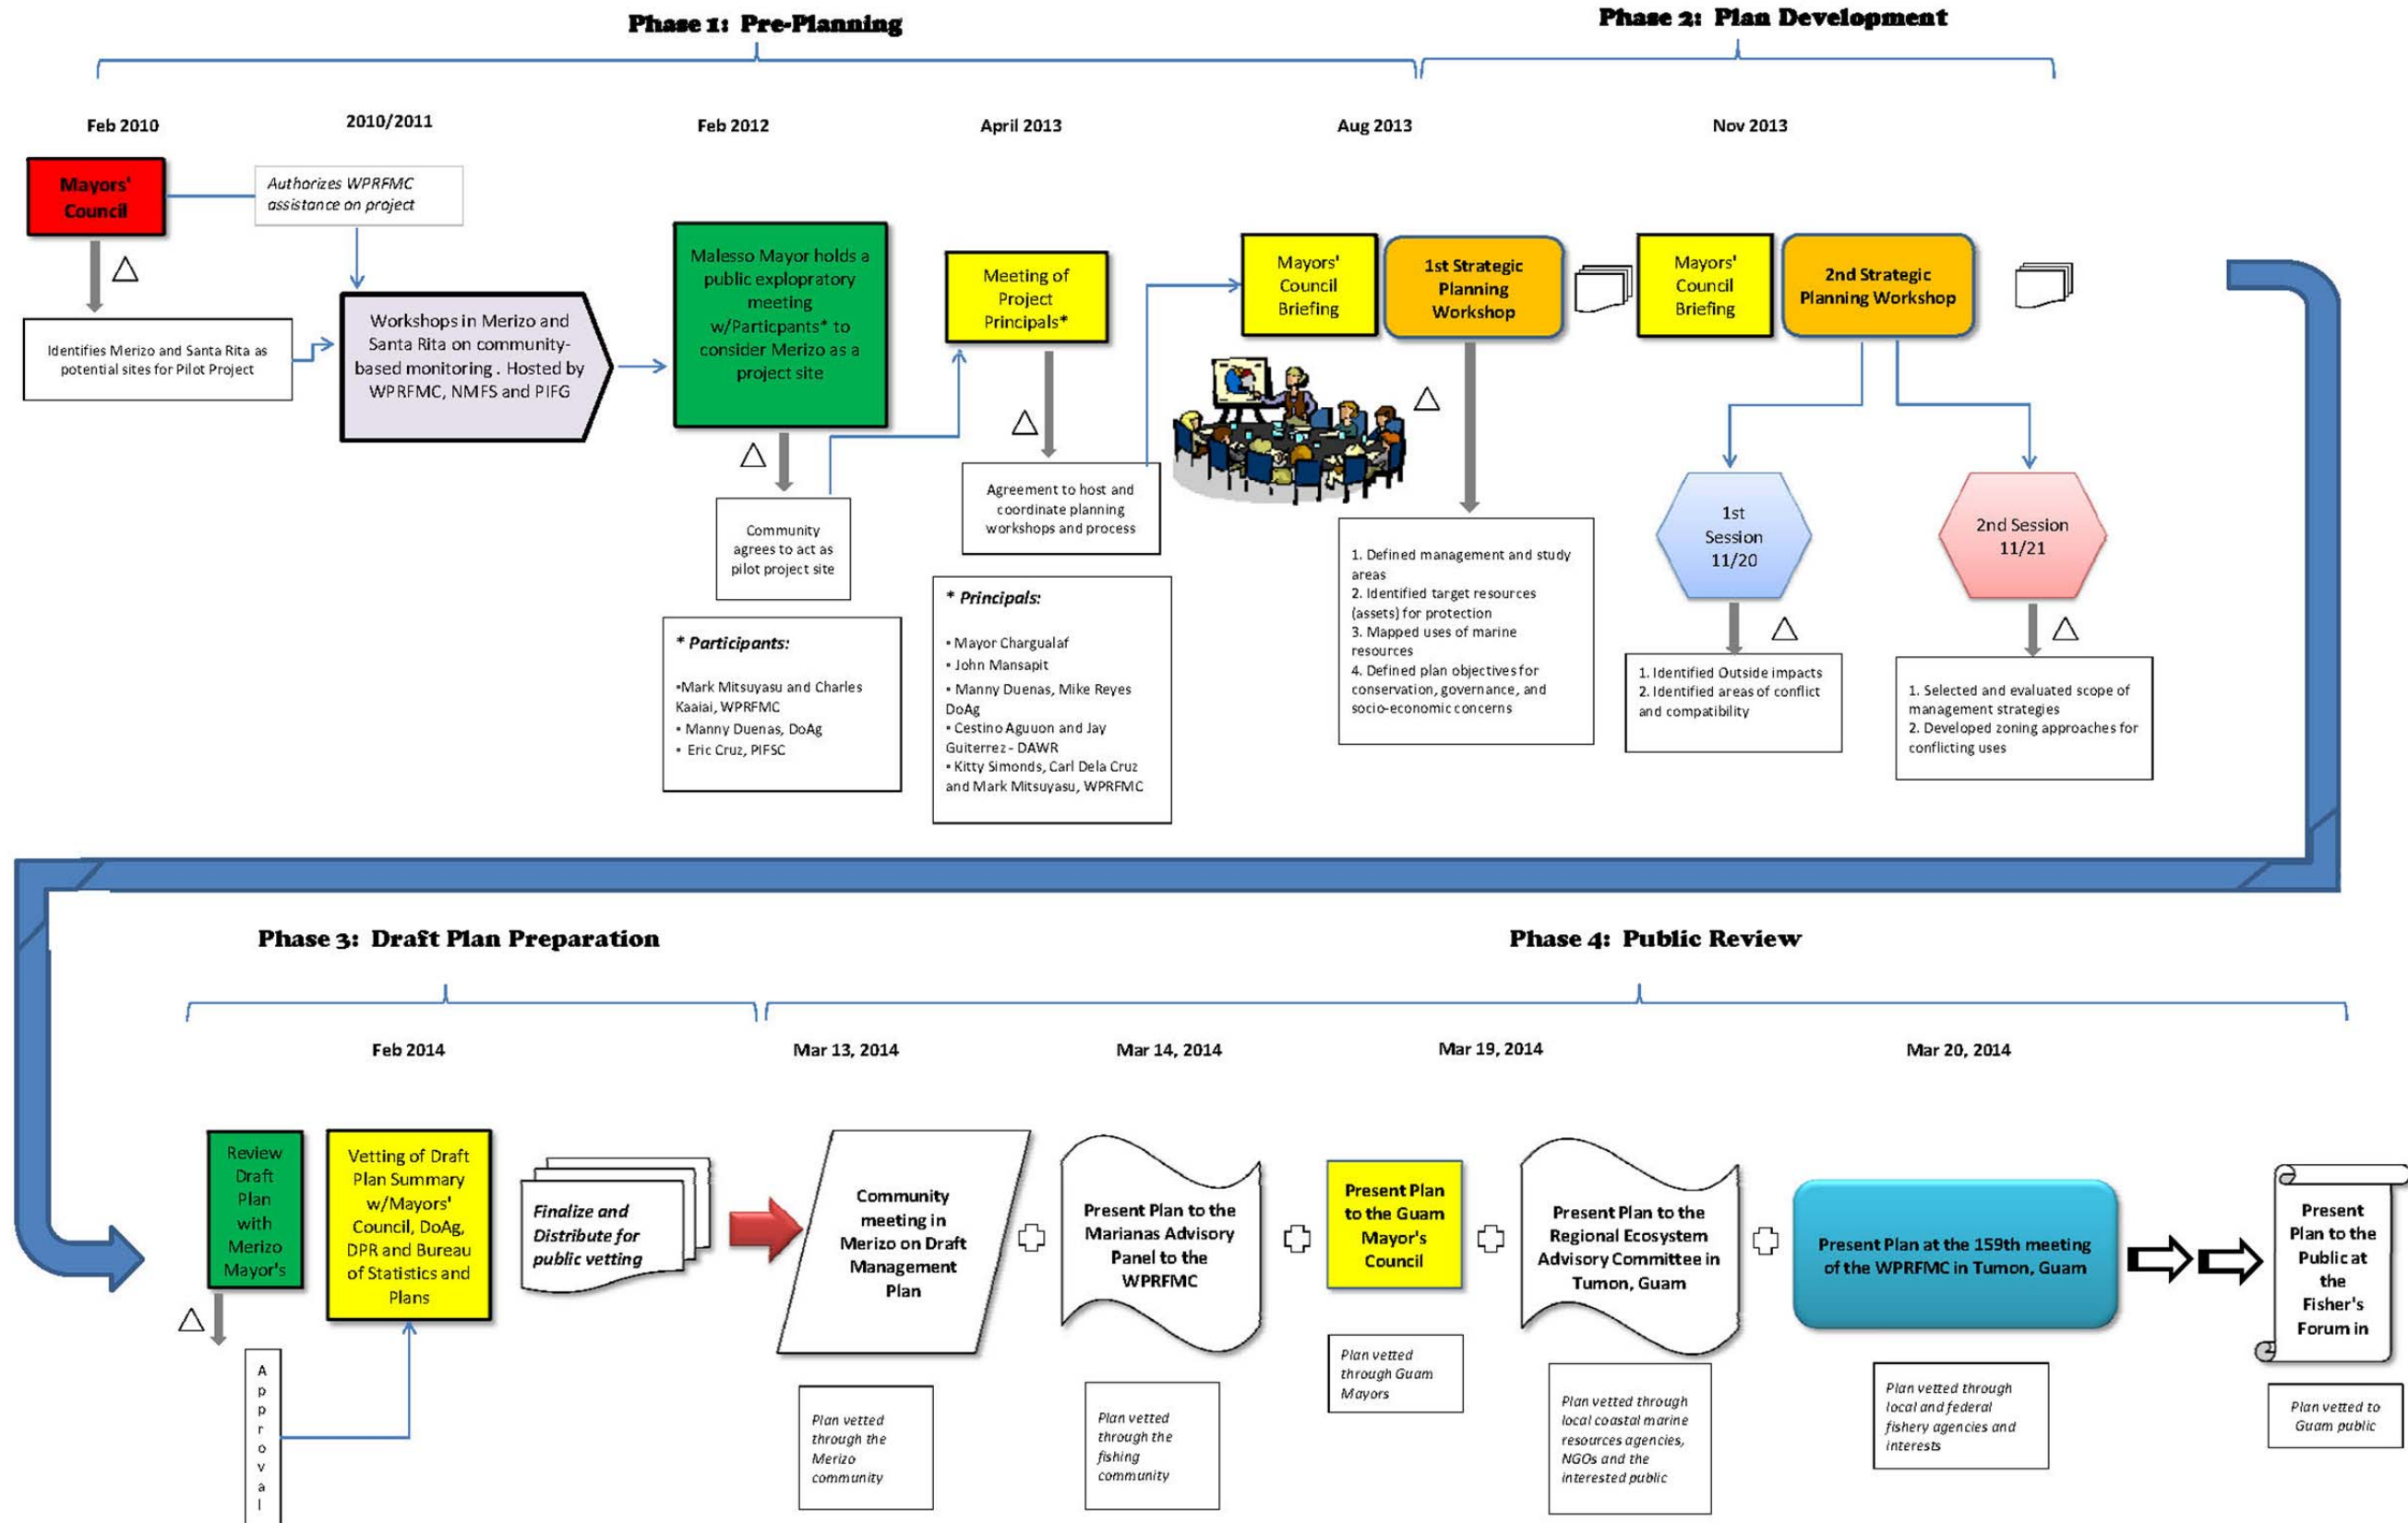 Phase 1: Pre-Planning
Phase 2: Plan Development
Feb 2010
2010/2011
Feb 2012
April 2013
Aug 2013
Nov 2013
Mayors'
Council
Authorizes WPRFMC
assistance on project
Identifies Merizo and Santa Rita as
potential sites for Pilot Project
Workshops in Merizo and
Santa Rita on community-
based monitoring . Hosted by
WPRFMC, NMFS and PIFG
Malesso Mayor holds a
public explopratory
meeting
w/Particpants* to
consider Merizo as a
project site
Community
agrees to act as
pilot project site
* Participants:
▪Mark Mitsuyasu and Charles
Kaaiai, WPRFMC
▪ Manny Duenas, DoAg
▪ Eric Cruz, PIFSC
Meeting of
Project
Principals*
Agreement to host and
coordinate planning
workshops and process
* Principals:
▪ Mayor Chargualaf
▪ John Mansapit
▪ Manny Duenas, Mike Reyes
DoAg
▪ Cestino Aguuon and Jay
Guiterrez - DAWR
▪ Kitty Simonds, Carl Dela Cruz
and Mark Mitsuyasu, WPRFMC
Mayors'
Council
Briefing
1st Strategic
Planning
Workshop
1. Defined management and study
areas
2. Identified target resources
(assets) for protection
3. Mapped uses of marine
resources
4. Defined plan objectives for
conservation, governance, and
socio-economic concerns
Mayors'
Council
Briefing
2nd Strategic
Planning Workshop
1st
Session
11/20
2nd Session
11/21
1. Identified Outside impacts
2. Identified areas of conflict
and compatibility
1. Selected and evaluated scope of
management strategies
2. Developed zoning approaches for
conflicting uses
Phase 3: Draft Plan Preparation
Phase 4: Public Review
Feb 2014
Mar 13, 2014
Mar 14, 2014
Mar 19, 2014
Mar 20, 2014
Review
Draft
Plan
with
Merizo
Mayor's
A
p
p
r
o
v
a
l
Vetting of Draft
Plan Summary
w/Mayors'
Council, DoAg,
DPR and Bureau
of Statistics and
Plans
Finalize and
Distribute for
public vetting
Community
meeting in
Merizo on Draft
Management
Plan
Plan vetted
through the
Merizo
community
Present Plan to the
Marianas Advisory
Panel to the
WPRFMC
Plan vetted
through the
fishing
community
Present Plan
to the Guam
Mayor's
Council
Plan vetted
through Guam
Mayors
Present Plan to the
Regional Ecosystem
Advisory Committee in
Tumon, Guam
Plan vetted through
local coastal marine
resources agencies,
NGOs and the
interested public
Present Plan at the 159th meeting
of the WPRFMC in Tumon, Guam
Plan vetted through
local and federal
fishery agencies and
interests
Present
Plan to the
Public at
the
Fisher's
Forum in
Plan vetted to
Guam public